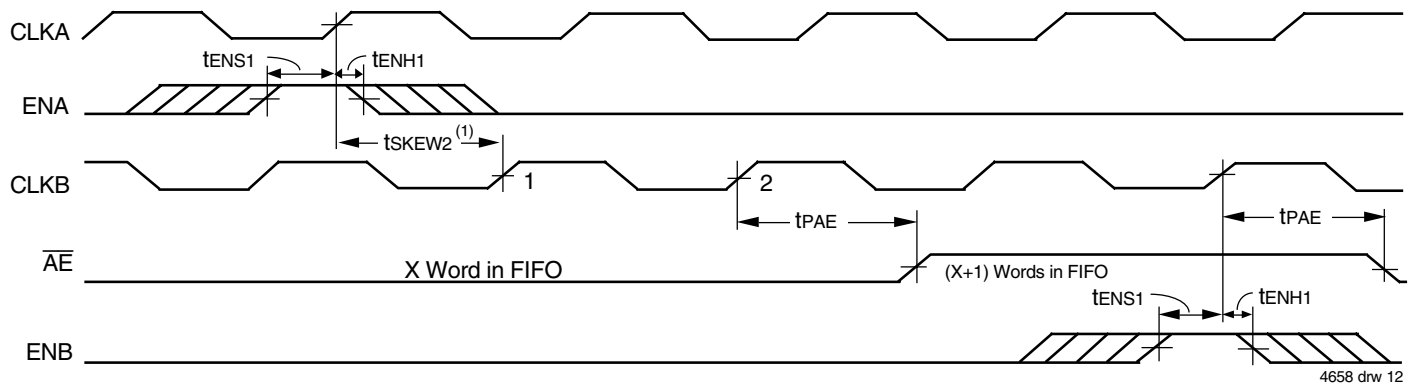 CLKA
tENS1 tENH1
ENA
tSKEW2 (1)
CLKB
1 2
tPAE tPAE
AE
X Word in FIFO (X+1) Words in FIFO
tENS1 tENH1
ENB
4658 drw 12